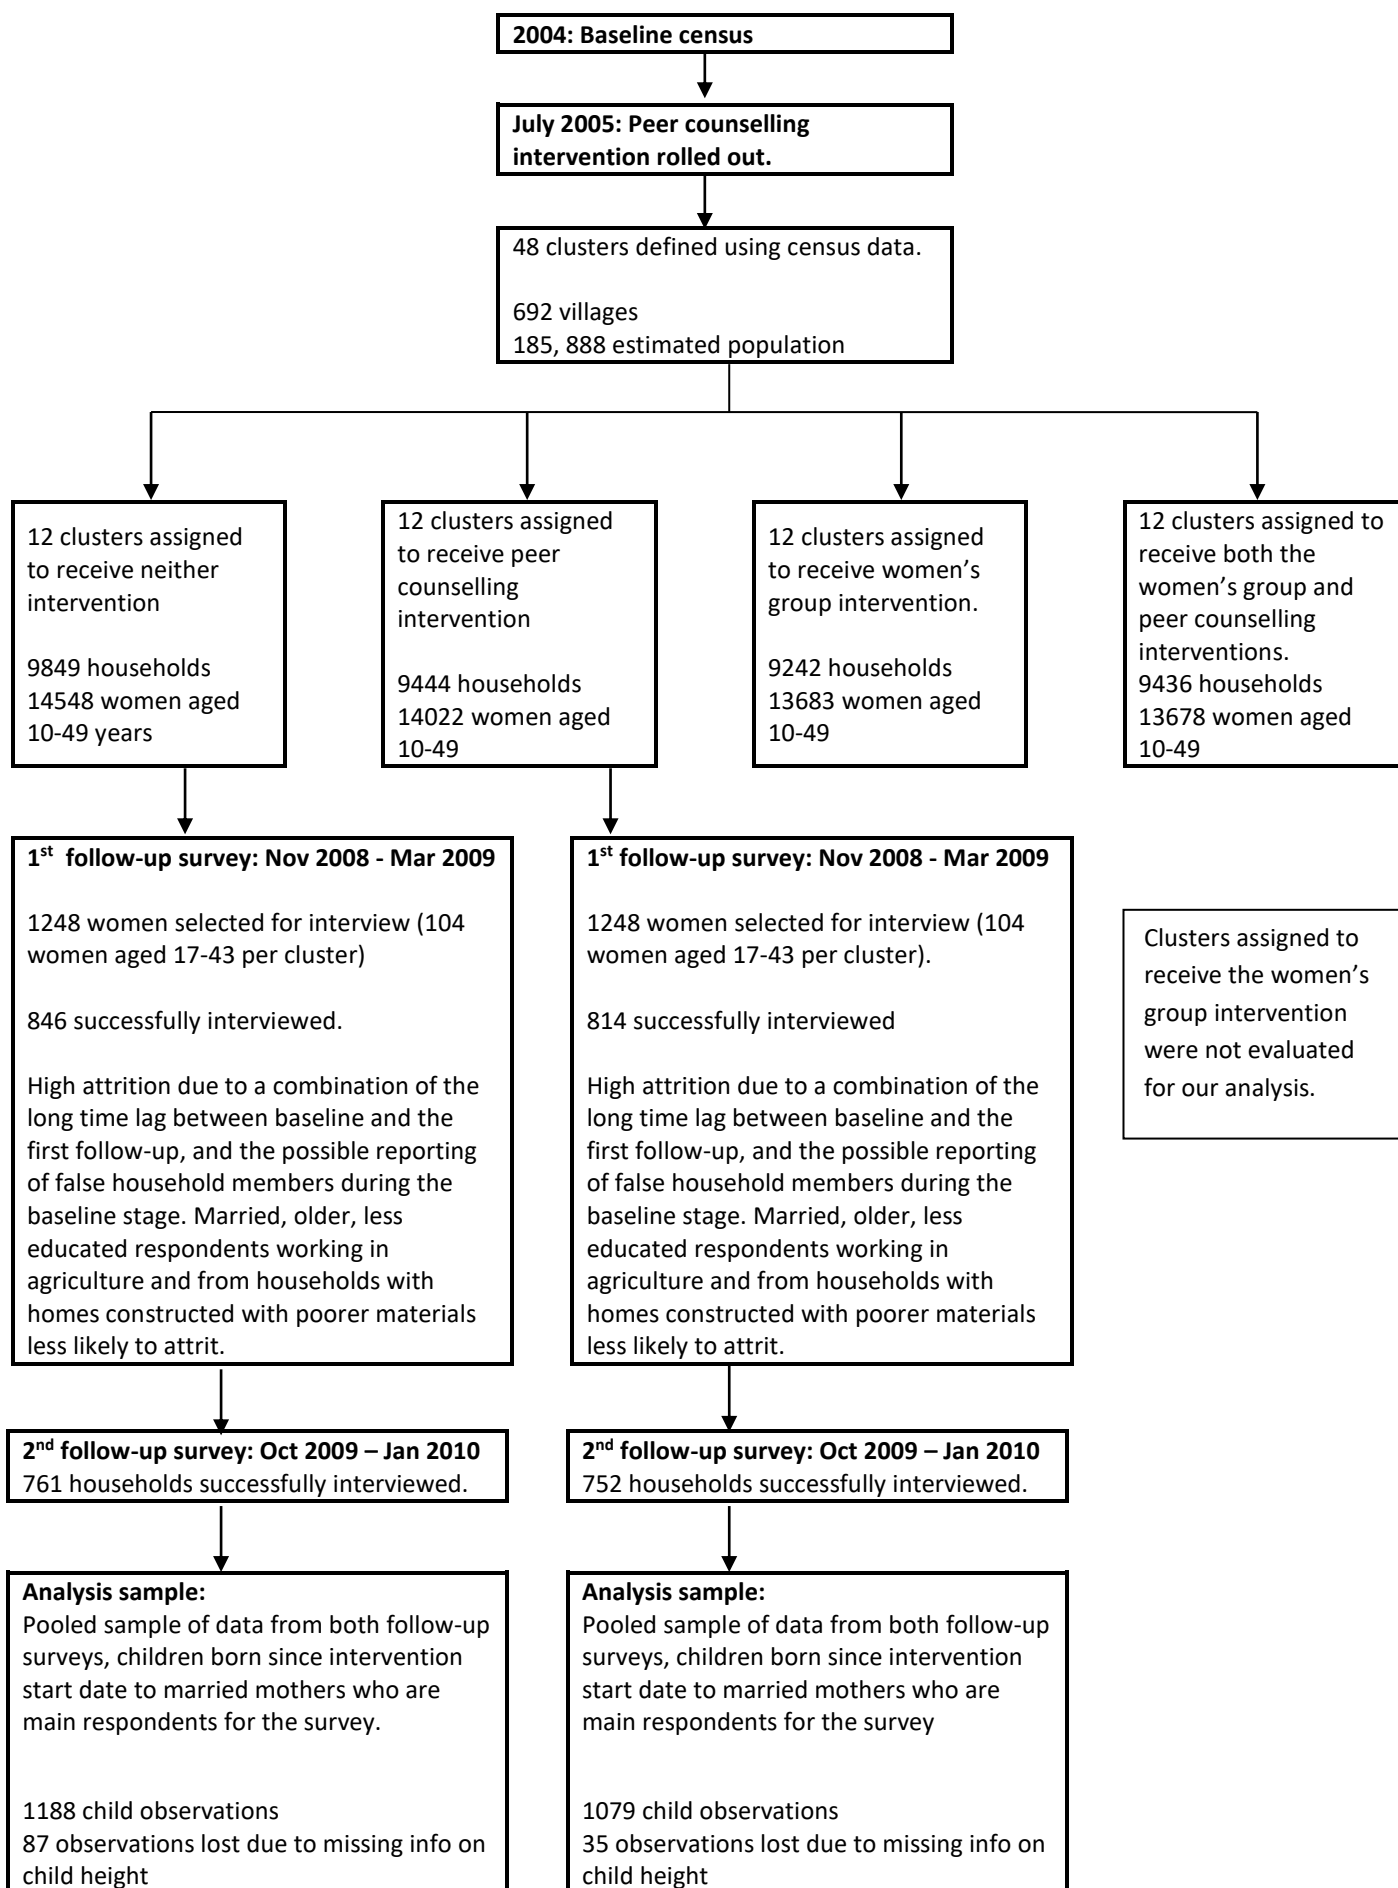 2004: Baseline census
July 2005: Peer counselling
intervention rolled out.
48 clusters defined using census data.
692 villages
185, 888 estimated population
12 clusters assigned
to receive neither
intervention
9849 households
14548 women aged
10-49 years
12 clusters assigned
to receive peer
counselling
intervention
9444 households
14022 women aged
10-49
12 clusters assigned
to receive women’s
group intervention.
9242 households
13683 women aged
10-49
12 clusters assigned to
receive both the
women’s group and
peer counselling
interventions.
9436 households
13678 women aged
10-49
1st follow-up survey: Nov 2008 - Mar 2009
1248 women selected for interview (104
women aged 17-43 per cluster)
846 successfully interviewed.
High attrition due to a combination of the
long time lag between baseline and the
first follow-up, and the possible reporting
of false household members during the
baseline stage. Married, older, less
educated respondents working in
agriculture and from households with
homes constructed with poorer materials
less likely to attrit.
1st follow-up survey: Nov 2008 - Mar 2009
1248 women selected for interview (104
women aged 17-43 per cluster).
814 successfully interviewed
High attrition due to a combination of the
long time lag between baseline and the
first follow-up, and the possible reporting
of false household members during the
baseline stage. Married, older, less
educated respondents working in
agriculture and from households with
homes constructed with poorer materials
less likely to attrit.
Clusters assigned to
receive the women’s
group intervention
were not evaluated
for our analysis.
2nd follow-up survey: Oct 2009 – Jan 2010
761 households successfully interviewed.
2nd follow-up survey: Oct 2009 – Jan 2010
752 households successfully interviewed.
Analysis sample:
Pooled sample of data from both follow-up
surveys, children born since intervention
start date to married mothers who are
main respondents for the survey.
1188 child observations
87 observations lost due to missing info on
child height
Analysis sample:
Pooled sample of data from both follow-up
surveys, children born since intervention
start date to married mothers who are
main respondents for the survey
1079 child observations
35 observations lost due to missing info on
child height